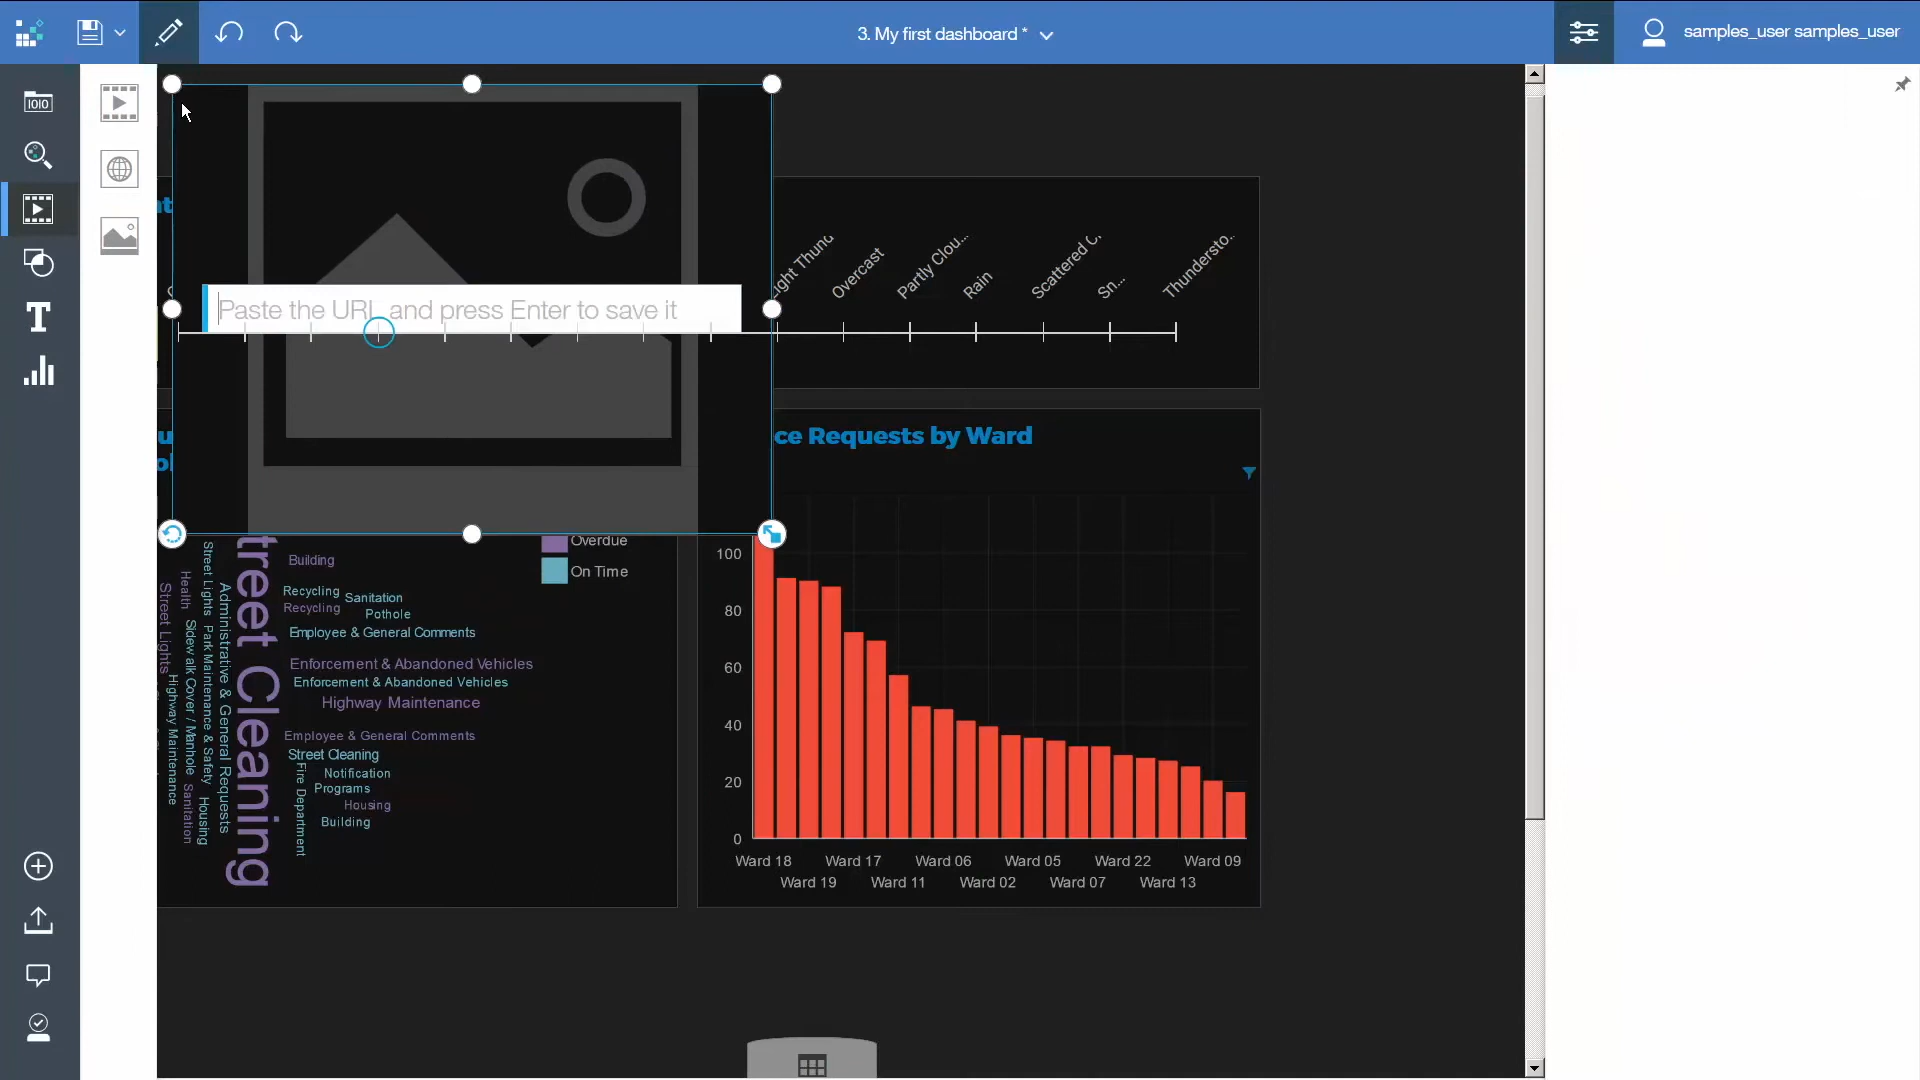 3. My first dashboard *
samples_user samples_user
IOIO
Light Thund
Overcast
Partly Clou...
Rain
Scattered C.
Sn...
Thundersto...
Paste the URL and press Enter to save it
T
ce Requests by Ward
Overdue
On Time
Building
Recycling
Sanitation
Recycling
Pothole
Employee & General Comments
Enforcement & Abandoned Vehicles
Enforcement & Abandoned Vehicles
Highway Maintenance
Employee & General Comments
Street Cleaning
Notification
Programs
Housing
Building
Fire Department
treet Cleaning
Administrative & General Requests
Street Lights
Park Maintenance & Safety
Housing
Health
Sidewalk Cover / Manhole
Sanitation
Street Lights
Highway Maintenance
100
80
60
40
20
0
Ward 18
Ward 17
Ward 06
Ward 05
Ward 22
Ward 09
Ward 19
Ward 11
Ward 02
Ward 07
Ward 13